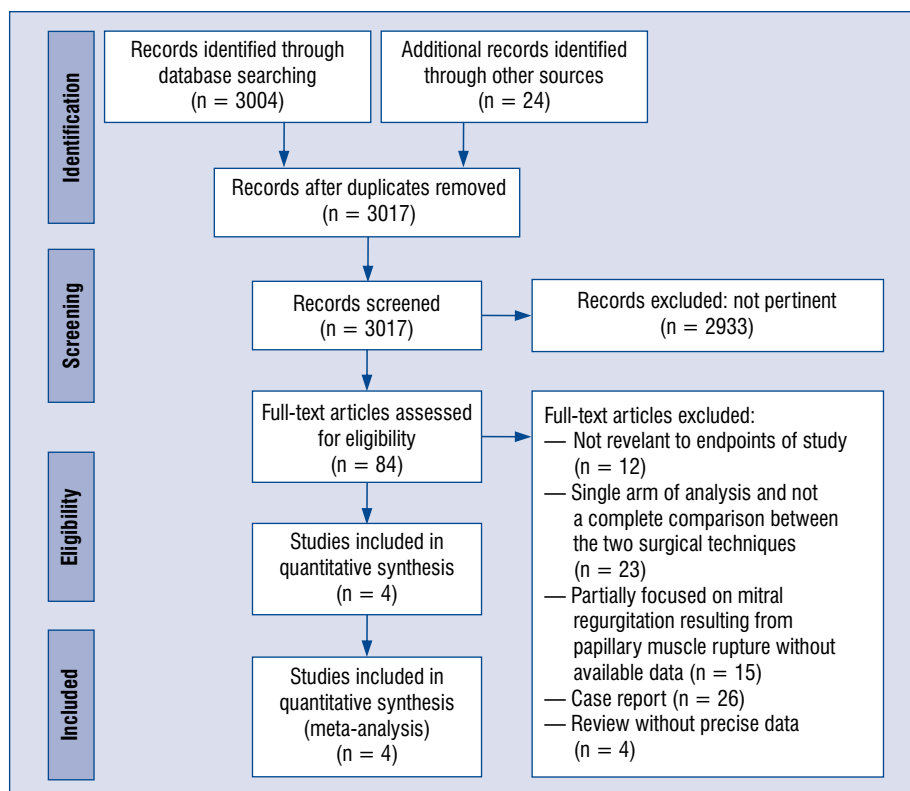 Identification
Records identified through
database searching
(n = 3004)
Additional records identified
through other sources
(n = 24)
Records after duplicates removed
(n = 3017)
Screening
Records screened
(n = 3017)
Records excluded: not pertinent
(n = 2933)
Eligibility
Full-text articles assessed
for eligibility
(n = 84)
Full-text articles excluded:
— Not revelant to endpoints of study
(n = 12)
— Single arm of analysis and not
a complete comparison between
the two surgical techniques
(n = 23)
— Partially focused on mitral
regurgitation resulting from
papillary muscle rupture without
available data (n = 15)
— Case report (n = 26)
— Review without precise data
(n = 4)
Studies included in
quantitative synthesis
(n = 4)
Included
Studies included in
quantitative synthesis
(meta-analysis)
(n = 4)